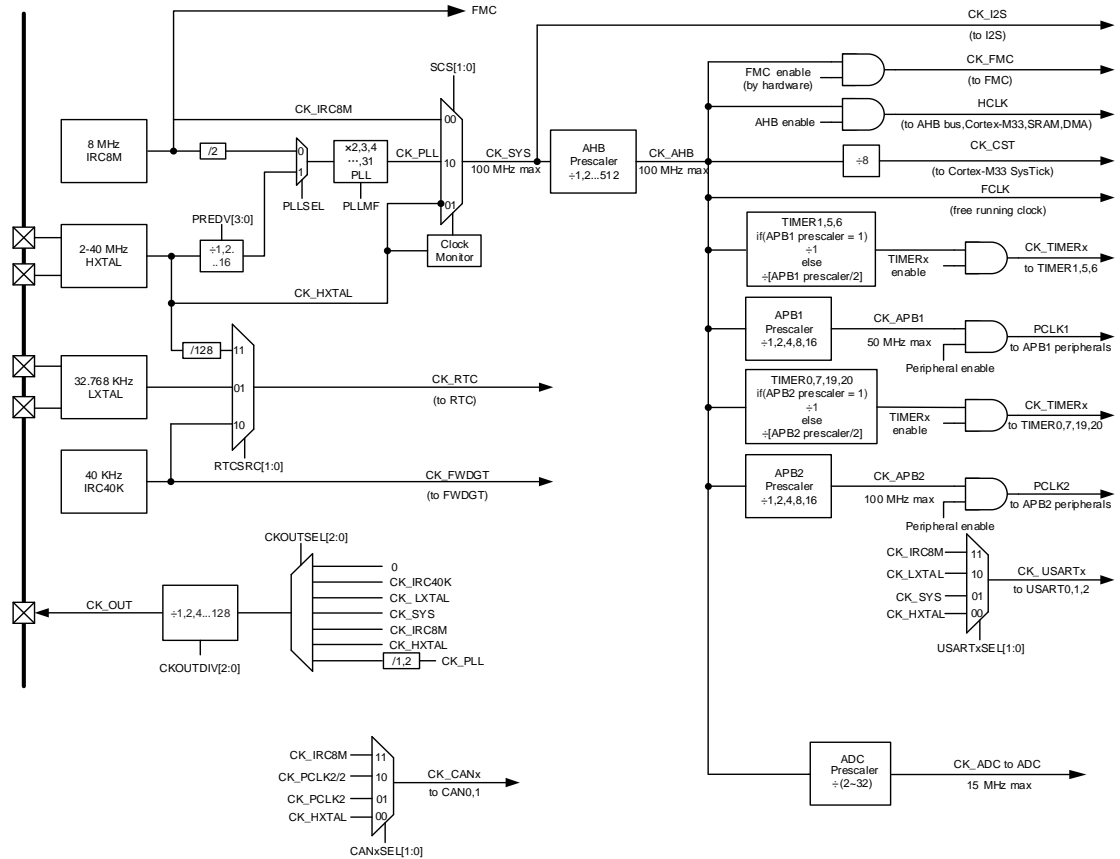 FMC
CK_I2S
(to I2S)
SCS[1:0]
CK_FMC
FMC enable
(by hardware)
(to FMC)
CK_IRC8M
00
HCLK
AHB enable
(to AHB bus,Cortex-M33,SRAM,DMA)
8 MHz
IRC8M
/2
0
1
×2,3,4
…,31
PLL
CK_PLL
10
CK_SYS
100 MHz max
AHB
Prescaler
÷1,2...512
CK_AHB
100 MHz max
÷8
CK_CST
(to Cortex-M33 SysTick)
PLLSEL
PLLMF
01
FCLK
(free running clock)
PREDV[3:0]
2-40 MHz
HXTAL
÷1,2.
..16
Clock
Monitor
TIMER1,5,6
if(APB1 prescaler = 1)
÷1
else
÷[APB1 prescaler/2]
TIMERx
enable
CK_TIMERx
to TIMER1,5,6
CK_HXTAL
APB1
Prescaler
÷1,2,4,8,16
CK_APB1
50 MHz max
PCLK1
to APB1 peripherals
Peripheral enable
/128
11
32.768 KHz
LXTAL
01
CK_RTC
(to RTC)
TIMER0,7,19,20
if(APB2 prescaler = 1)
÷1
else
÷[APB2 prescaler/2]
TIMERx
enable
CK_TIMERx
to TIMER0,7,19,20
10
RTCSRC[1:0]
40 KHz
IRC40K
CK_FWDGT
(to FWDGT)
APB2
Prescaler
÷1,2,4,8,16
CK_APB2
100 MHz max
PCLK2
to APB2 peripherals
Peripheral enable
CKOUTSEL[2:0]
CK_IRC8M
11
CK_LXTAL
10
CK_SYS
01
CK_HXTAL
00
CK_USARTx
to USART0,1,2
USARTxSEL[1:0]
0
CK_IRC40K
CK_LXTAL
CK_SYS
CK_IRC8M
CK_HXTAL
/1,2
CK_PLL
CK_OUT
÷1,2,4...128
CKOUTDIV[2:0]
CK_IRC8M
11
CK_PCLK2/2
10
CK_PCLK2
01
CK_HXTAL
00
CK_CANx
to CAN0,1
CANxSEL[1:0]
ADC
Prescaler
÷(2~32)
CK_ADC to ADC
15 MHz max